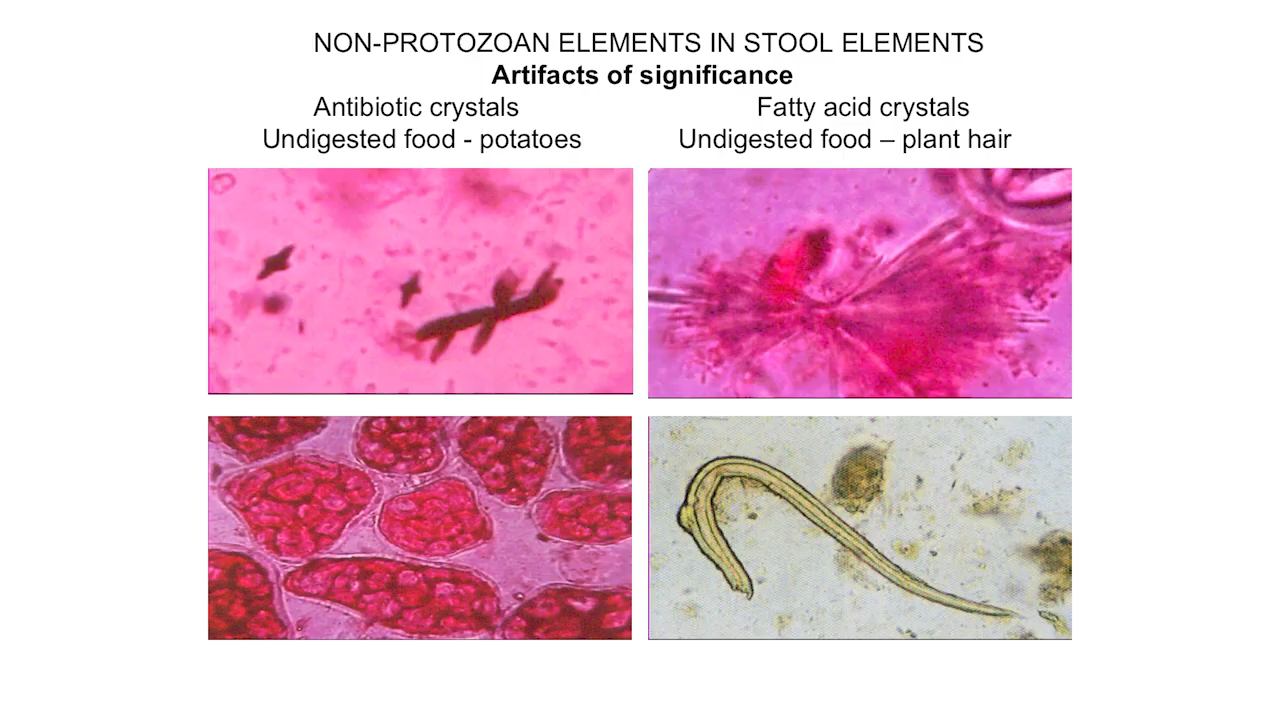 NON-PROTOZOAN ELEMENTS IN STOOL ELEMENTS
Artifacts of significance
Antibiotic crystals Fatty acid crystals
Undigested food - potatoes Undigested food – plant hair